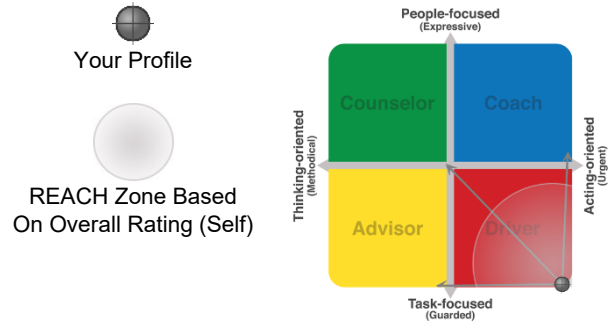 Your Profile
REACH Zone Based
On Overall Rating (Self)
People-focused
(Expressive)
Counselor
Coach
Thinking-oriented
(Methodical)
Acting-oriented
(Urgent)
Advisor
Driver
Task-focused
(Guarded)